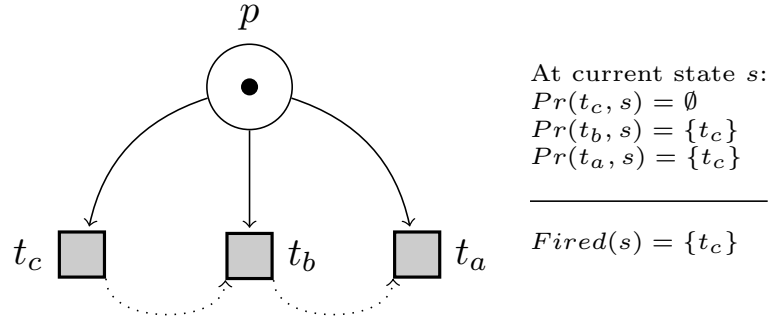 p
At current state s:
Pr(t_c, s) = ∅
Pr(t_b, s) = {t_c}
Pr(t_a, s) = {t_c}
Fired(s) = {t_c}
t_c
t_b
t_a